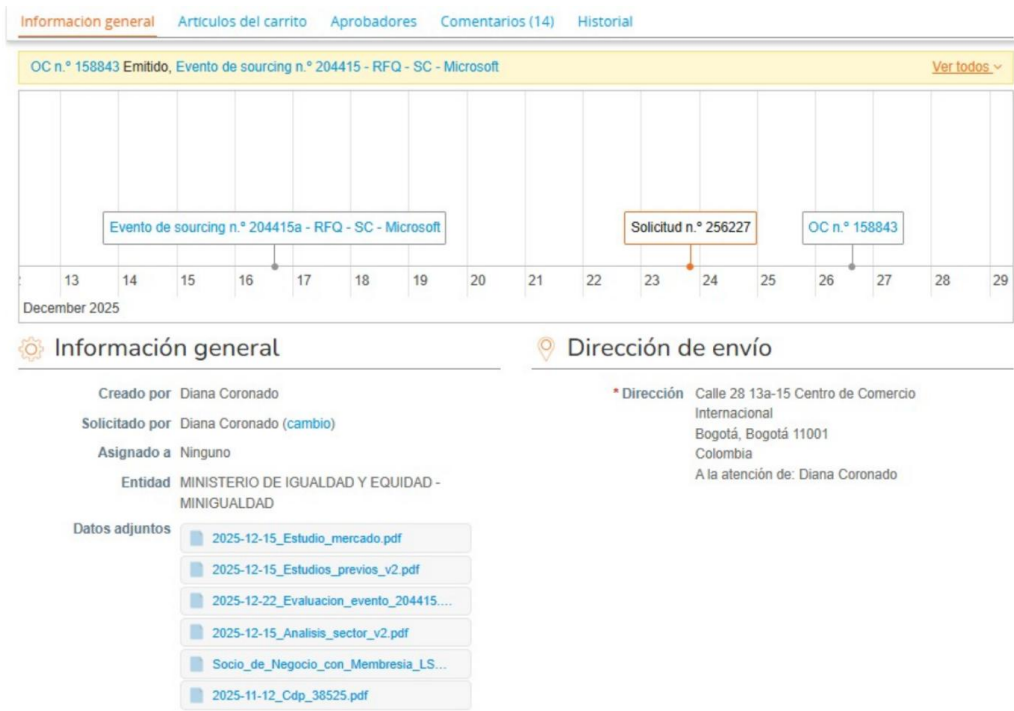 Información general Artículos del carrito Aprobadores Comentarios (14) Historial
OC n.º 158843 Emitido, Evento de sourcing n.º 204415 - RFQ - SC - Microsoft Ver todos
Evento de sourcing n.º 204415a - RFQ - SC - Microsoft Solicitud n.º 256227 OC n.º 158843
13 14 15 16 17 18 19 20 21 22 23 24 25 26 27 28 29
December 2025
Información general
Creado por Diana Coronado
Solicitado por Diana Coronado (cambio)
Asignado a Ninguno
Entidad MINISTERIO DE IGUALDAD Y EQUIDAD -
MINIGUALDAD
Datos adjuntos
2025-12-15_Estudio_mercado.pdf
2025-12-15_Estudios_previos_v2.pdf
2025-12-22_Evaluacion_evento_204415....
2025-12-15_Analisis_sector_v2.pdf
Socio_de_Negocio_con_Membresia_LS...
2025-11-12_Cdp_38525.pdf
Dirección de envío
* Dirección Calle 28 13a-15 Centro de Comercio
Internacional
Bogotá, Bogotá 11001
Colombia
A la atención de: Diana Coronado